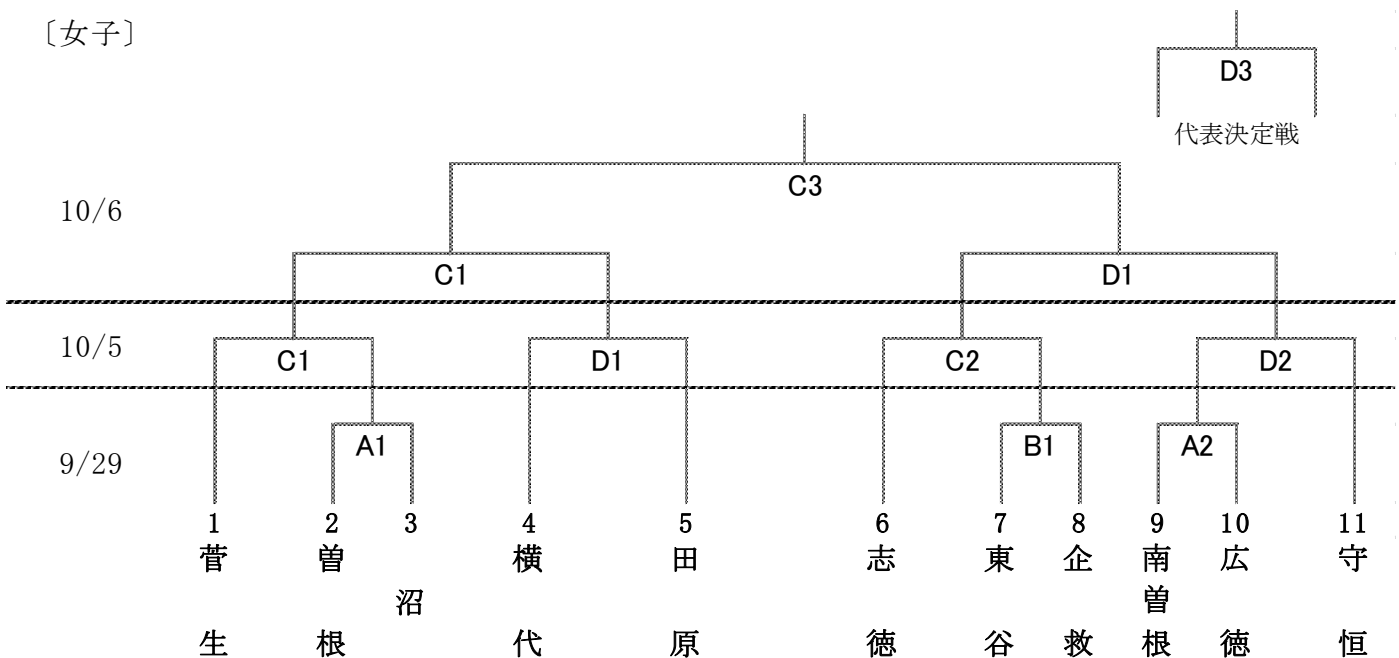 〔女子〕
D3
代表決定戦
C3
10/6
C1
D1
10/5
C1
D1
C2
D2
9/29
A1
B1
A2
1
2
3
4
5
6
7
8
9
10
11
菅生
曽根
沼
横代
田原
志徳
東谷
企救
南曽根
広徳
守恒